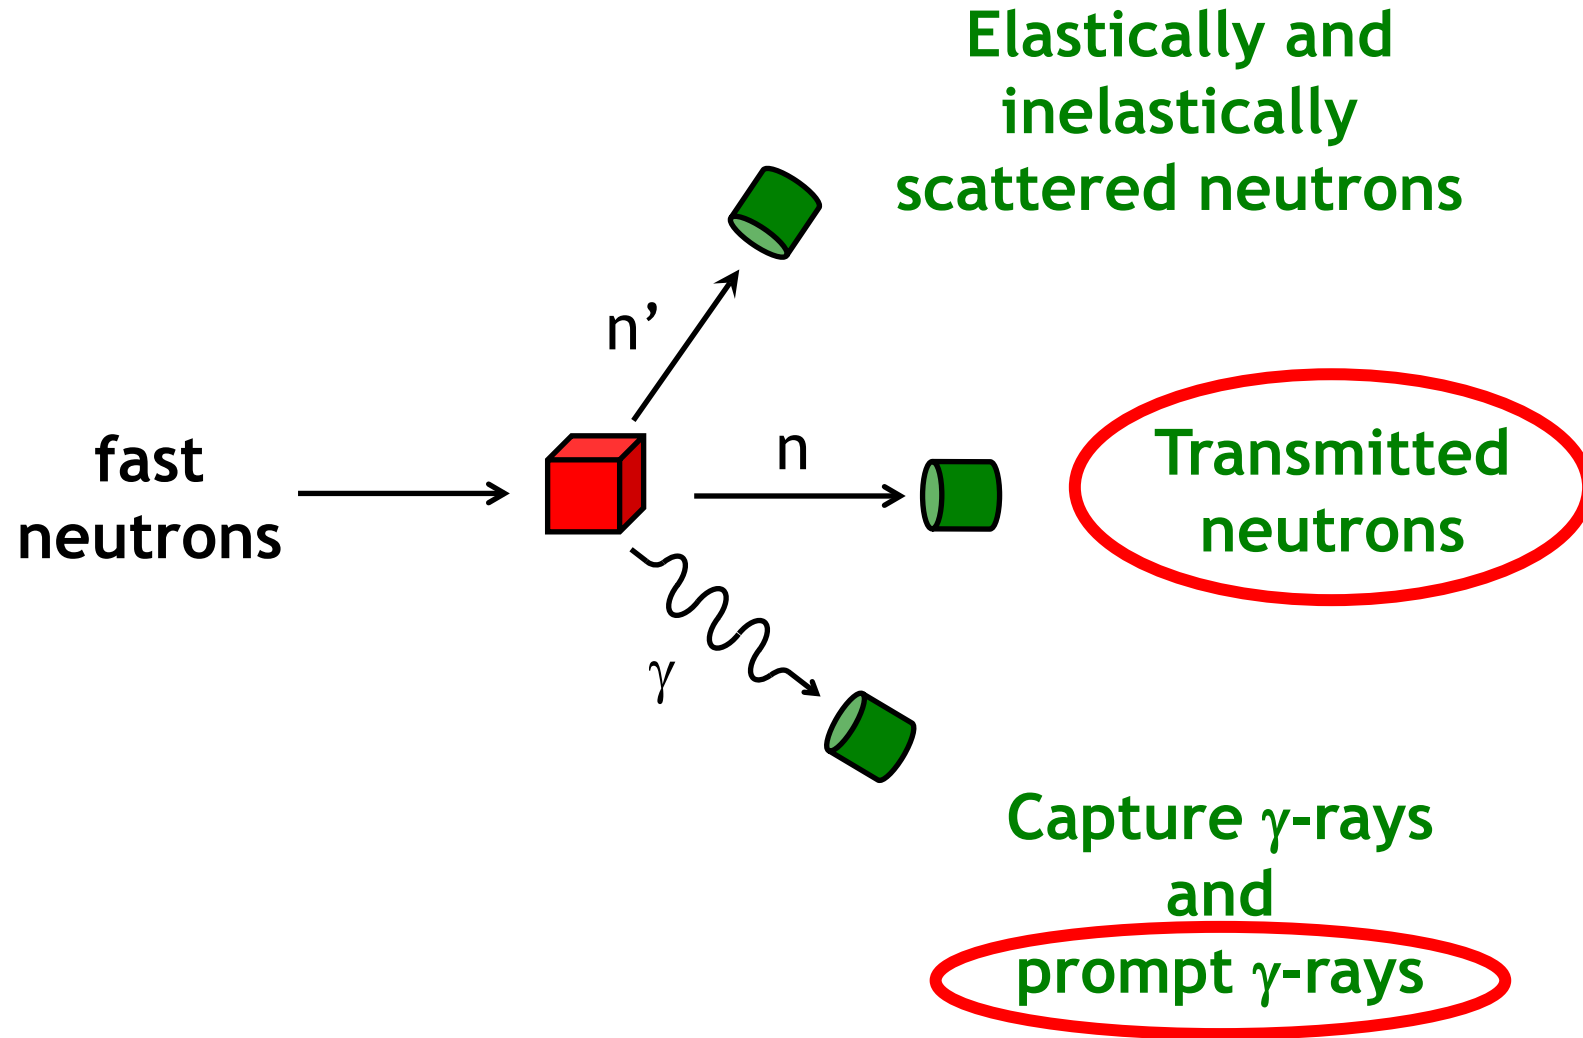 Elastically and
inelastically
scattered neutrons
n’
fast
neutrons
n
Transmitted
neutrons
γ
Capture γ-rays
and
prompt γ-rays